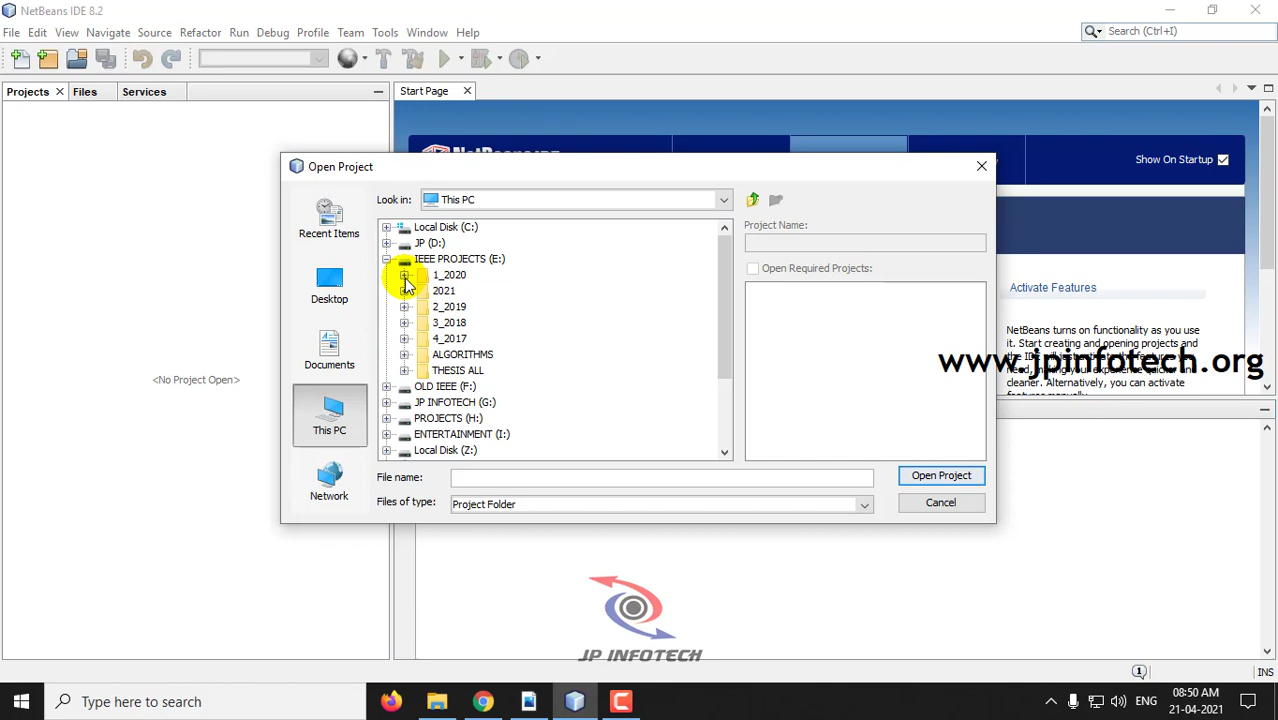 NetBeans IDE 8.2
File Edit View Navigate Source Refactor Run Debug Profile Team Tools Window Help
Search (Ctrl+I)
Projects Files Services
Start Page
Show On Startup
Open Project
Look in: This PC
Recent Items
Desktop
Documents
This PC
Network
Local Disk (C:)
JP (D:)
IEEE PROJECTS (E:)
1_2020
2021
2_2019
3_2018
4_2017
ALGORITHMS
THESIS ALL
OLD IEEE (F:)
JP INFOTECH (G:)
PROJECTS (H:)
ENTERTAINMENT (I:)
Local Disk (Z:)
Project Name:
Open Required Projects:
File name:
Open Project
Files of type: Project Folder
Cancel
<No Project Open>
Activate Features
NetBeans turns on functionality as you use
it. Start creating and opening projects and
www.jpinfotech.org
cleaner. Alternatively, you can activate
JP INFOTECH
INS
Type here to search
ENG
08:50 AM
21-04-2021